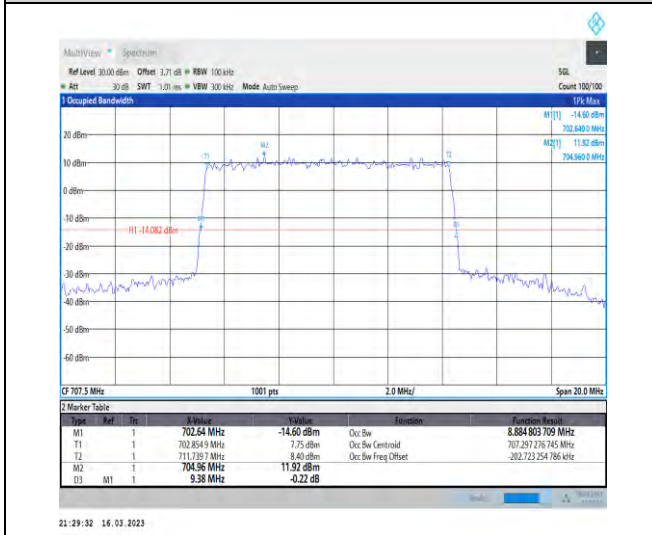 MultiView Spectrum
Ref Level 30.00 dBm Offset 3.71 dB RBW 100 kHz SGL
Att 30 dB SWT 1.01 ms VBW 300 kHz Mode Auto Sweep Count 100/100
1 Occupied Bandwidth 1Pk Max
M1[1] -14.60 dBm
702.640 0 MHz
M2[1] 11.92 dBm
704.960 0 MHz
20 dBm
M2
T1 T2
10 dBm
0 dBm
-10 dBm
H1 -14.082 dBm
-20 dBm
-30 dBm
-40 dBm
-50 dBm
-60 dBm
CF 707.5 MHz 1001 pts 2.0 MHz/ Span 20.0 MHz
2 Marker Table
Type Ref Trc X-Value Y-Value Function Function Result
M1 1 702.64 MHz -14.60 dBm Occ Bw 8.884 803 709 MHz
T1 1 702.854 9 MHz 7.75 dBm Occ Bw Centroid 707.297 276 745 MHz
T2 1 711.739 7 MHz 8.40 dBm Occ Bw Freq Offset -202.723 254 786 kHz
M2 1 704.96 MHz 11.92 dBm
D3 M1 1 9.38 MHz -0.22 dB
21:29:32 16.03.2023